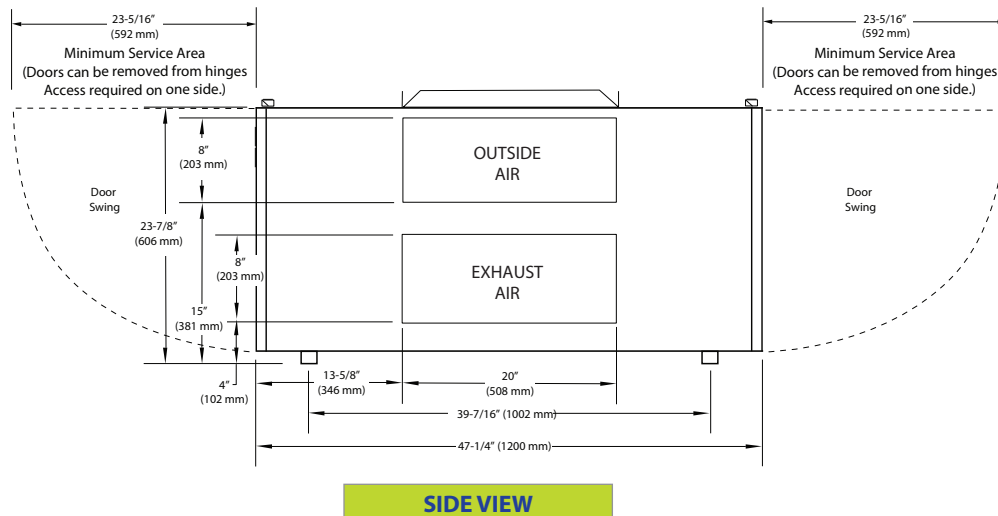 23-5/16"
(592 mm)
Minimum Service Area
(Doors can be removed from hinges
Access required on one side.)
23-5/16"
(592 mm)
Minimum Service Area
(Doors can be removed from hinges
Access required on one side.)
8"
(203 mm)
OUTSIDE
AIR
Door
Swing
Door
Swing
23-7/8"
(606 mm)
8"
(203 mm)
EXHAUST
AIR
15"
(381 mm)
4"
(102 mm)
13-5/8"
(346 mm)
20"
(508 mm)
39-7/16" (1002 mm)
47-1/4" (1200 mm)
SIDE VIEW